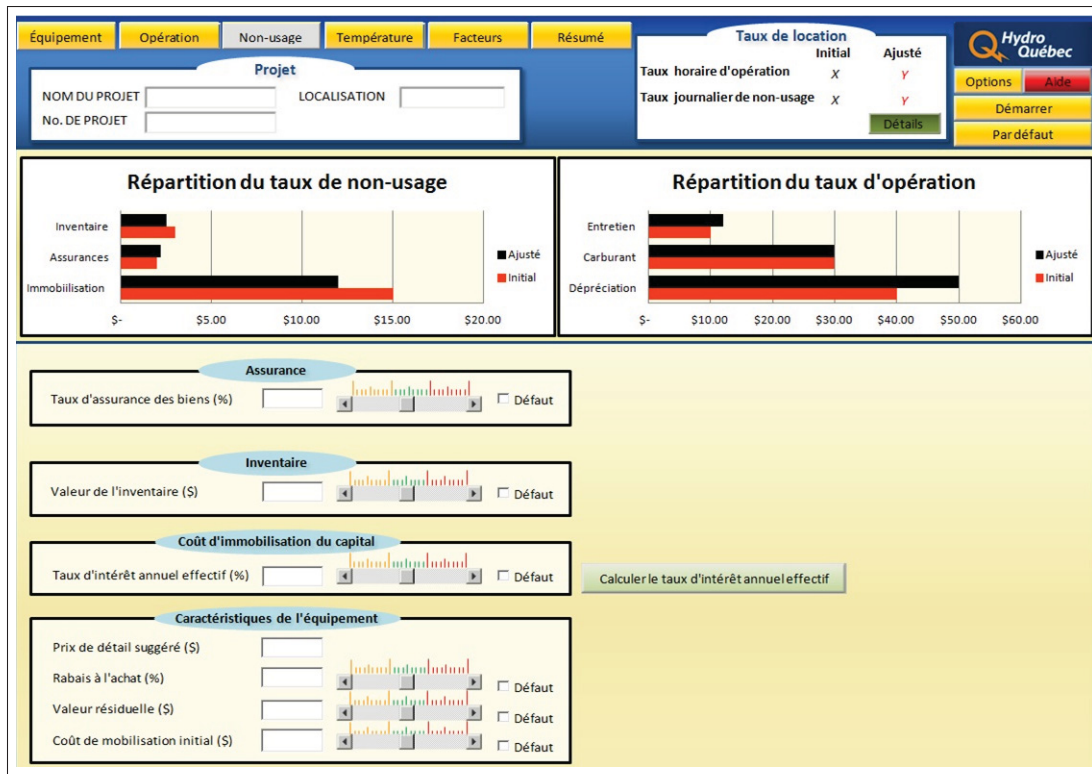 Équipement
Opération
Non-usage
Température
Facteurs
Résumé
Projet
NOM DU PROJET
LOCALISATION
No. DE PROJET
Taux de location
Initial Ajusté
Taux horaire d'opération X Y
Taux journalier de non-usage X Y
Détails
Hydro
Québec
Options
Aide
Démarrer
Par défaut
Répartition du taux de non-usage
Inventaire
Assurances
Immobiilisation
Ajusté
Initial
$- $5.00 $10.00 $15.00 $20.00
Répartition du taux d'opération
Entretien
Carburant
Dépréciation
Ajusté
Initial
$- $10.00 $20.00 $30.00 $40.00 $50.00 $60.00
Assurance
Taux d'assurance des biens (%)
Défaut
Inventaire
Valeur de l'inventaire ($)
Défaut
Coût d'immobilisation du capital
Taux d'intérêt annuel effectif (%)
Défaut
Calculer le taux d'intérêt annuel effectif
Caractéristiques de l'équipement
Prix de détail suggéré ($)
Rabais à l'achat (%)
Défaut
Valeur résiduelle ($)
Défaut
Coût de mobilisation initial ($)
Défaut